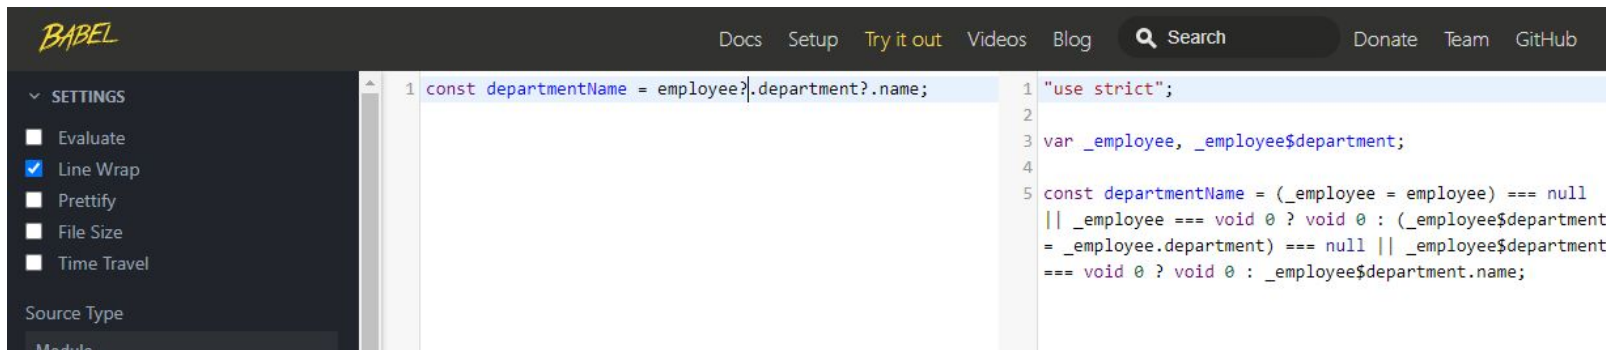 BABEL
Docs Setup Try it out Videos Blog Search Donate Team GitHub
SETTINGS
Evaluate
Line Wrap
Prettify
File Size
Time Travel
Source Type
1 const departmentName = employee?.department?.name;
1 "use strict";
2
3 var _employee, _employee$department;
4
5 const departmentName = (_employee = employee) === null
|| _employee === void 0 ? void 0 : (_employee$department
= _employee.department) === null || _employee$department
=== void 0 ? void 0 : _employee$department.name;